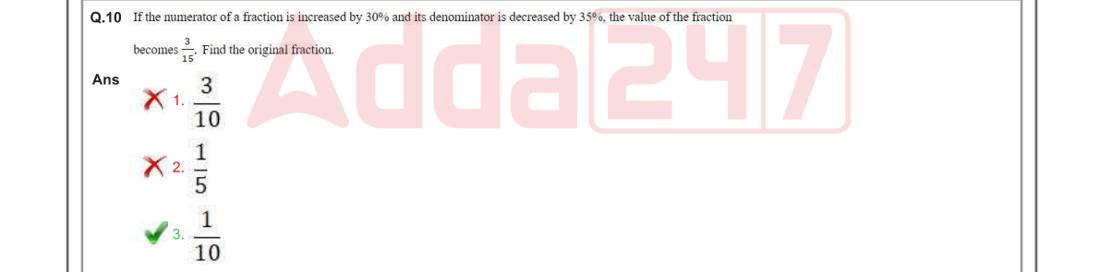 Q.10 If the numerator of a fraction is increased by 30% and its denominator is decreased by 35%, the value of the fraction
becomes 3/15. Find the original fraction.
Ans
1. 3/10
2. 1/5
3. 1/10
Adda247